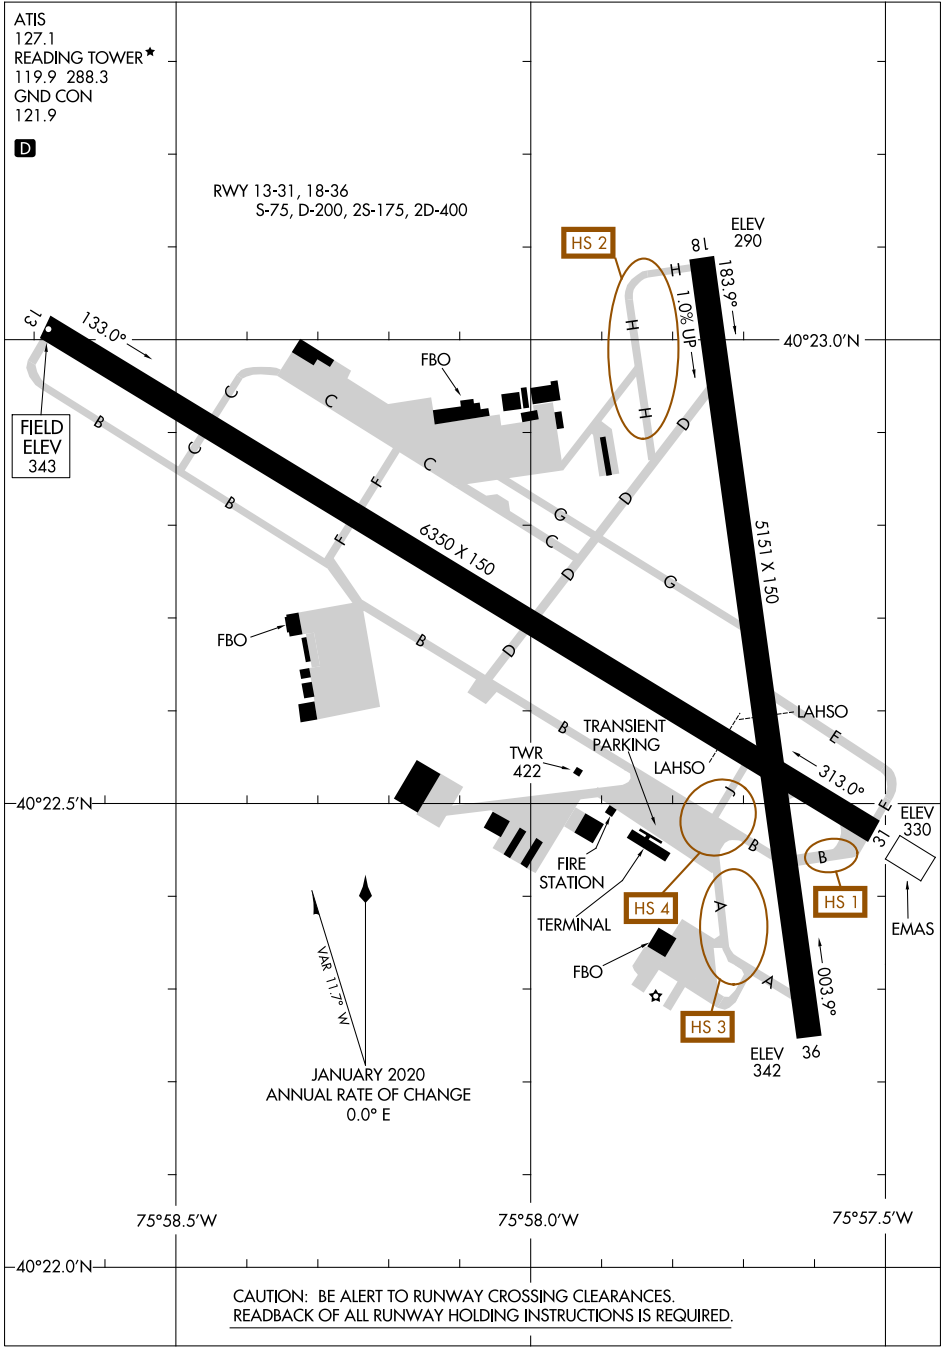 ATIS
127.1
READING TOWER★
119.9 288.3
GND CON
121.9
D
RWY 13-31, 18-36
S-75, D-200, 2S-175, 2D-400
HS 2
ELEV
290
18
183.9°
1.0% UP
H
H
H
13
133.0°
40°23.0'N
FIELD
ELEV
343
FBO
B
C
C
C
D
B
F
C
F
G
C
D
D
G
6350 X 150
5151 X 150
FBO
B
D
B
TRANSIENT
PARKING
TWR
422
LAHSO
LAHSO
E
313.0°
E
40°22.5'N
J
31
ELEV
330
B
B
FIRE
STATION
TERMINAL
HS 4
HS 1
EMAS
A
FBO
A
HS 3
003.9°
36
ELEV
342
VAR 11.7° W
JANUARY 2020
ANNUAL RATE OF CHANGE
0.0° E
75°58.5'W
75°58.0'W
75°57.5'W
40°22.0'N
CAUTION: BE ALERT TO RUNWAY CROSSING CLEARANCES.
READBACK OF ALL RUNWAY HOLDING INSTRUCTIONS IS REQUIRED.